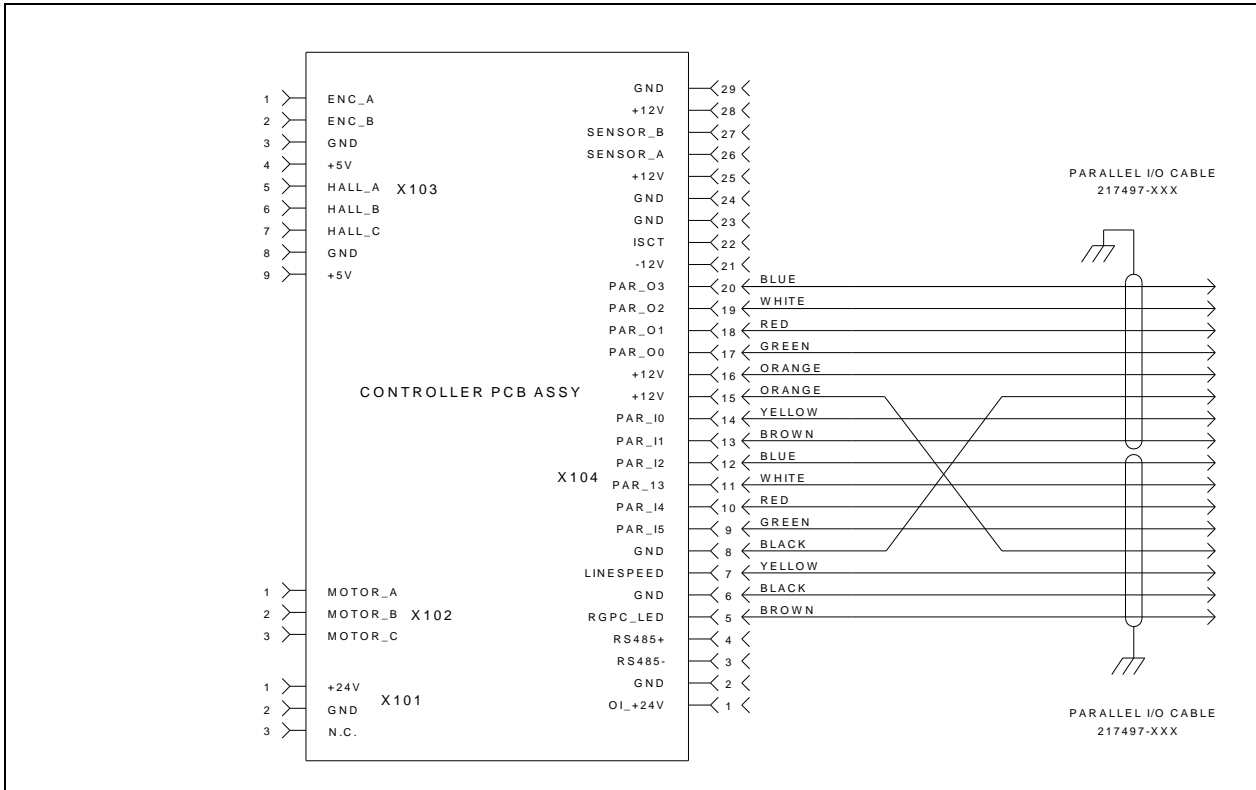 1 ENC_A
2 ENC_B
3 GND
4 +5V
5 HALL_A
6 HALL_B
7 HALL_C
8 GND
9 +5V
X103
CONTROLLER PCB ASSY
1 MOTOR_A
2 MOTOR_B
3 MOTOR_C
X102
1 +24V
2 GND
3 N.C.
X101
GND 29
+12V 28
SENSOR_B 27
SENSOR_A 26
+12V 25
GND 24
GND 23
ISCT 22
-12V 21
PAR_O3 20 BLUE
PAR_O2 19 WHITE
PAR_O1 18 RED
PAR_O0 17 GREEN
+12V 16 ORANGE
+12V 15 ORANGE
PAR_I0 14 YELLOW
PAR_I1 13 BROWN
PAR_I2 12 BLUE
PAR_13 11 WHITE
PAR_I4 10 RED
PAR_I5 9 GREEN
GND 8 BLACK
LINESPEED 7 YELLOW
GND 6 BLACK
RGPC_LED 5 BROWN
RS485+ 4
RS485- 3
GND 2
OI_+24V 1
X104
PARALLEL I/O CABLE
217497-XXX
PARALLEL I/O CABLE
217497-XXX